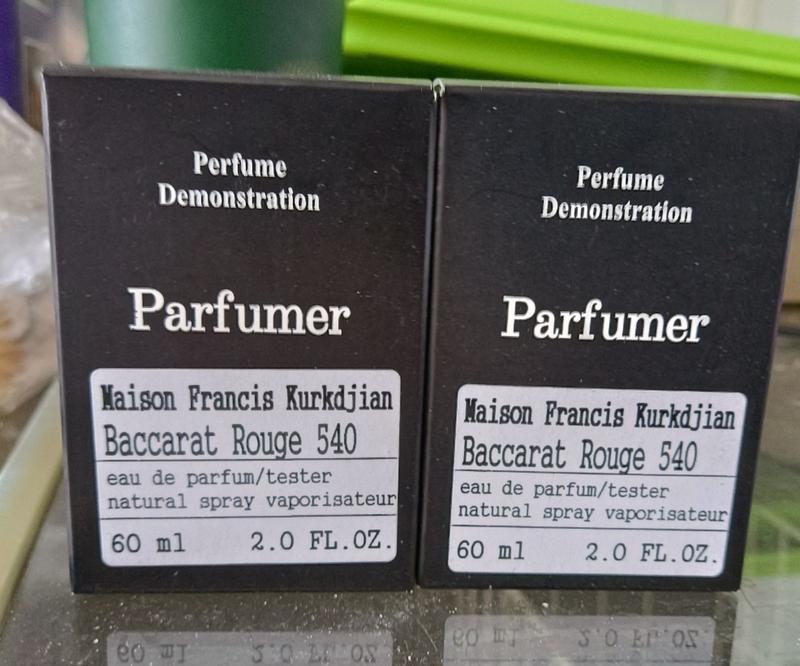 Perfume
Demonstration
Parfumer
Maison Francis Kurkdjian
Baccarat Rouge 540
eau de parfum/tester
natural spray vaporisateur
60 ml 2.0 FL.OZ.
Perfume
Demonstration
Parfumer
Maison Francis Kurkdjian
Baccarat Rouge 540
eau de parfum/tester
natural spray vaporisateur
60 ml 2.0 FL.OZ.